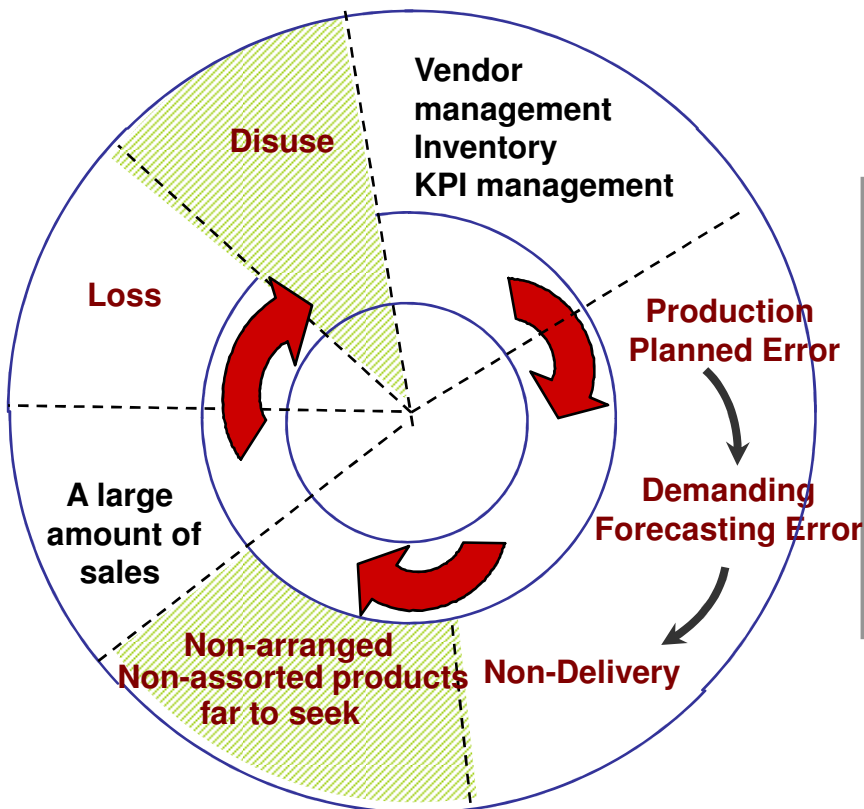 Vendor
management
Inventory
KPI management
Disuse
Loss
Production
Planned Error
Demanding
Forecasting Error
A large
amount of
sales
Non-arranged
Non-assorted products
far to seek
Non-Delivery